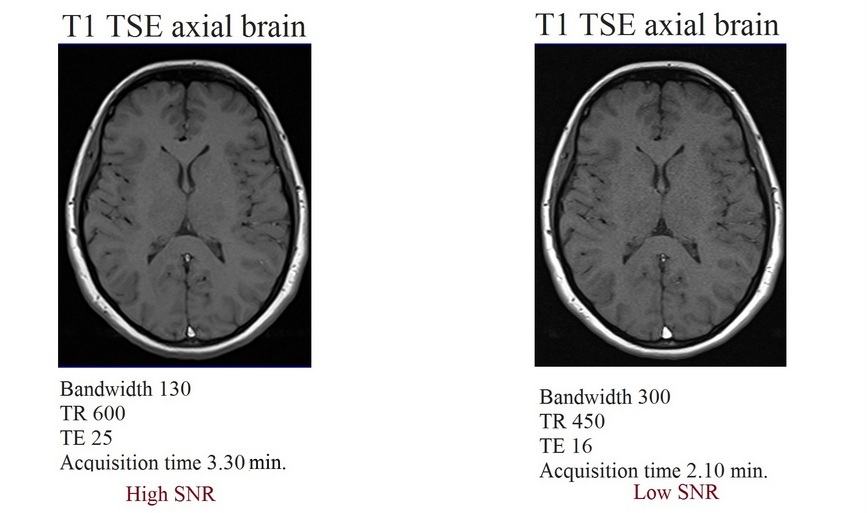 T1 TSE axial brain
Bandwidth 130
TR 600
TE 25
Acquisition time 3.30 min.
High SNR
T1 TSE axial brain
Bandwidth 300
TR 450
TE 16
Acquisition time 2.10 min.
Low SNR